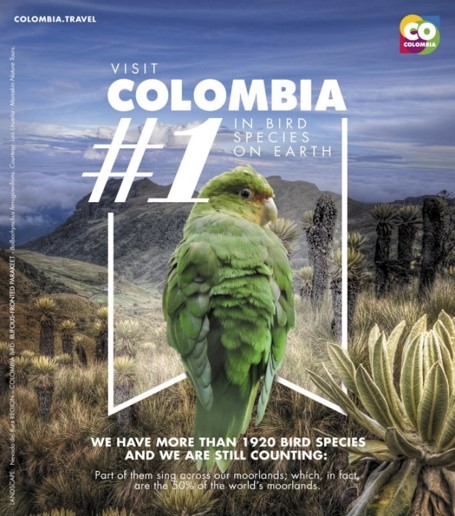 COLOMBIA.TRAVEL
CO
COLOMBIA
VISIT
COLOMBIA
#1
IN BIRD
SPECIES
ON EARTH
WE HAVE MORE THAN 1920 BIRD SPECIES
AND WE ARE STILL COUNTING:
Part of them sing across our moorlands; which, in fact,
are the 50% of the world's moorlands.